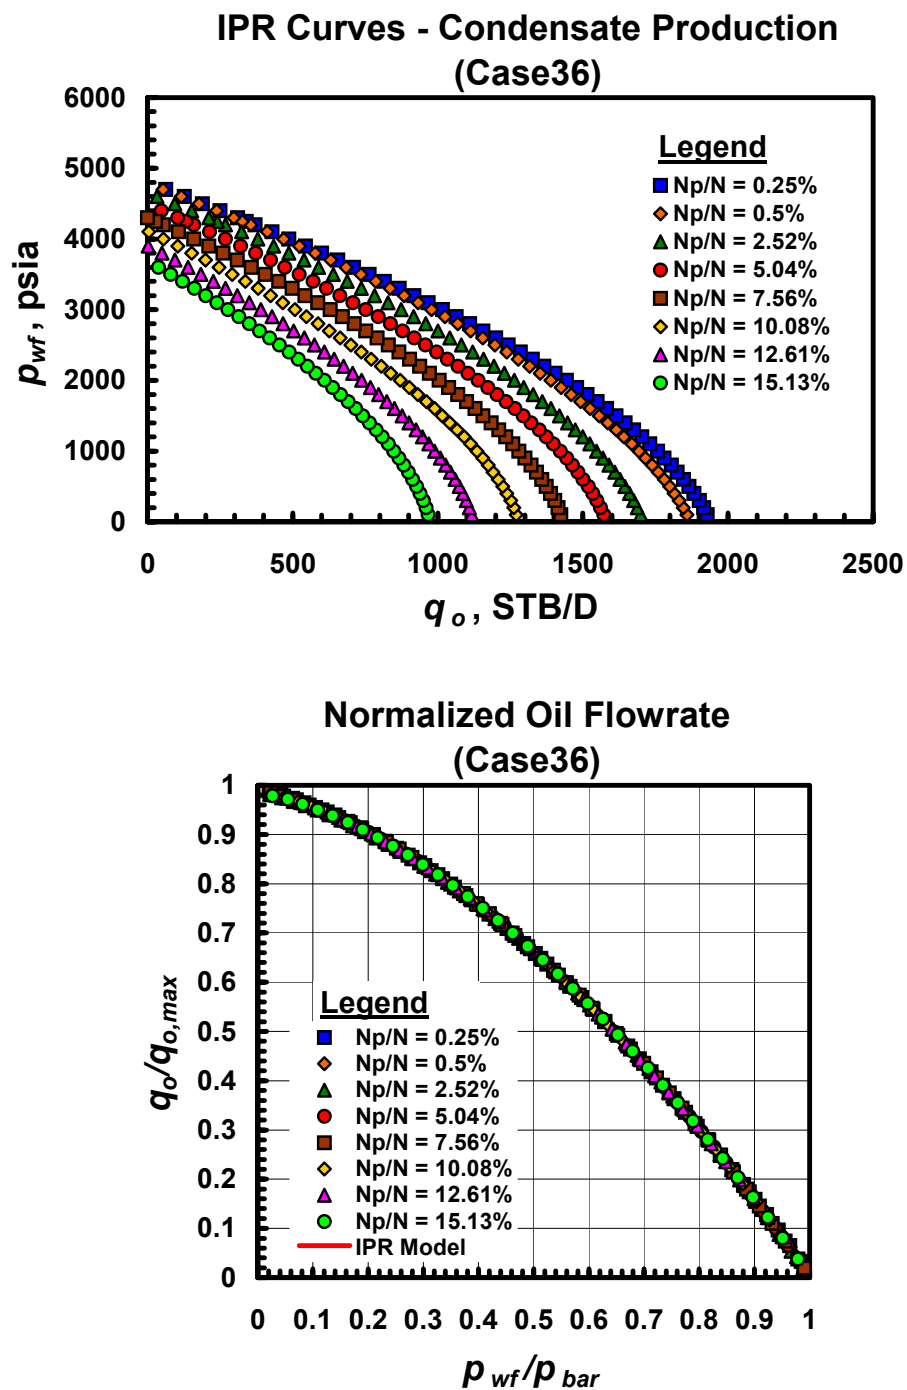 IPR Curves - Condensate Production
(Case36)
6000
5000
4000
3000
2000
1000
0
p wf , psia
Legend
Np/N = 0.25%
Np/N = 0.5%
Np/N = 2.52%
Np/N = 5.04%
Np/N = 7.56%
Np/N = 10.08%
Np/N = 12.61%
Np/N = 15.13%
0 500 1000 1500 2000 2500
q o , STB/D
Normalized Oil Flowrate
(Case36)
1
0.9
0.8
0.7
0.6
0.5
0.4
0.3
0.2
0.1
0
qo/qo,max
Legend
Np/N = 0.25%
Np/N = 0.5%
Np/N = 2.52%
Np/N = 5.04%
Np/N = 7.56%
Np/N = 10.08%
Np/N = 12.61%
Np/N = 15.13%
IPR Model
0 0.1 0.2 0.3 0.4 0.5 0.6 0.7 0.8 0.9 1
p wf /p bar